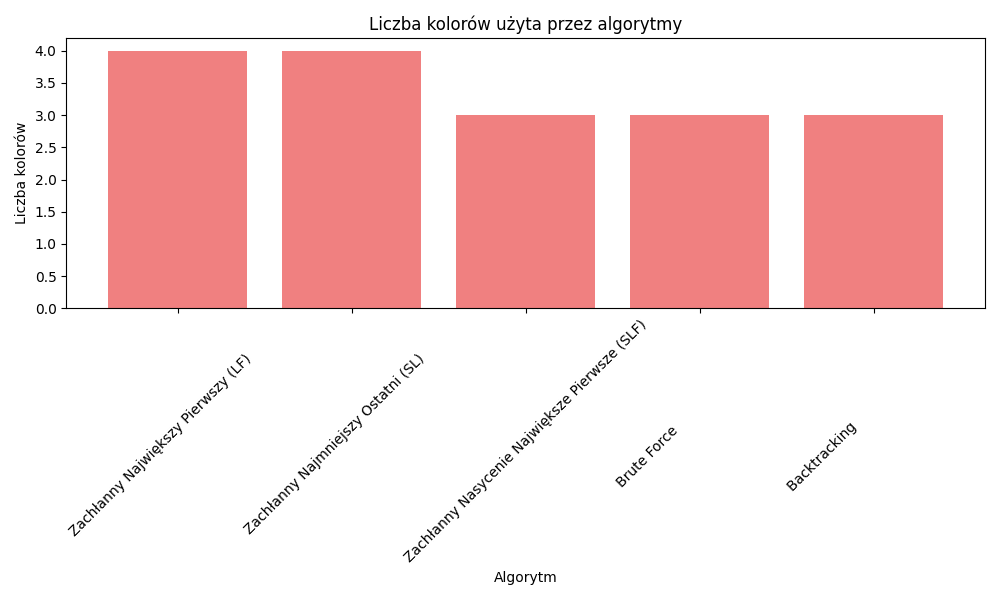 Liczba kolorów użyta przez algorytmy
Liczba kolorów
4.0
3.5
3.0
2.5
2.0
1.5
1.0
0.5
0.0
Zachłanny Największy Pierwszy (LF)
Zachłanny Najmniejszy Ostatni (SL)
Zachłanny Nasycenie Największe Pierwsze (SLF)
Brute Force
Backtracking
Algorytm